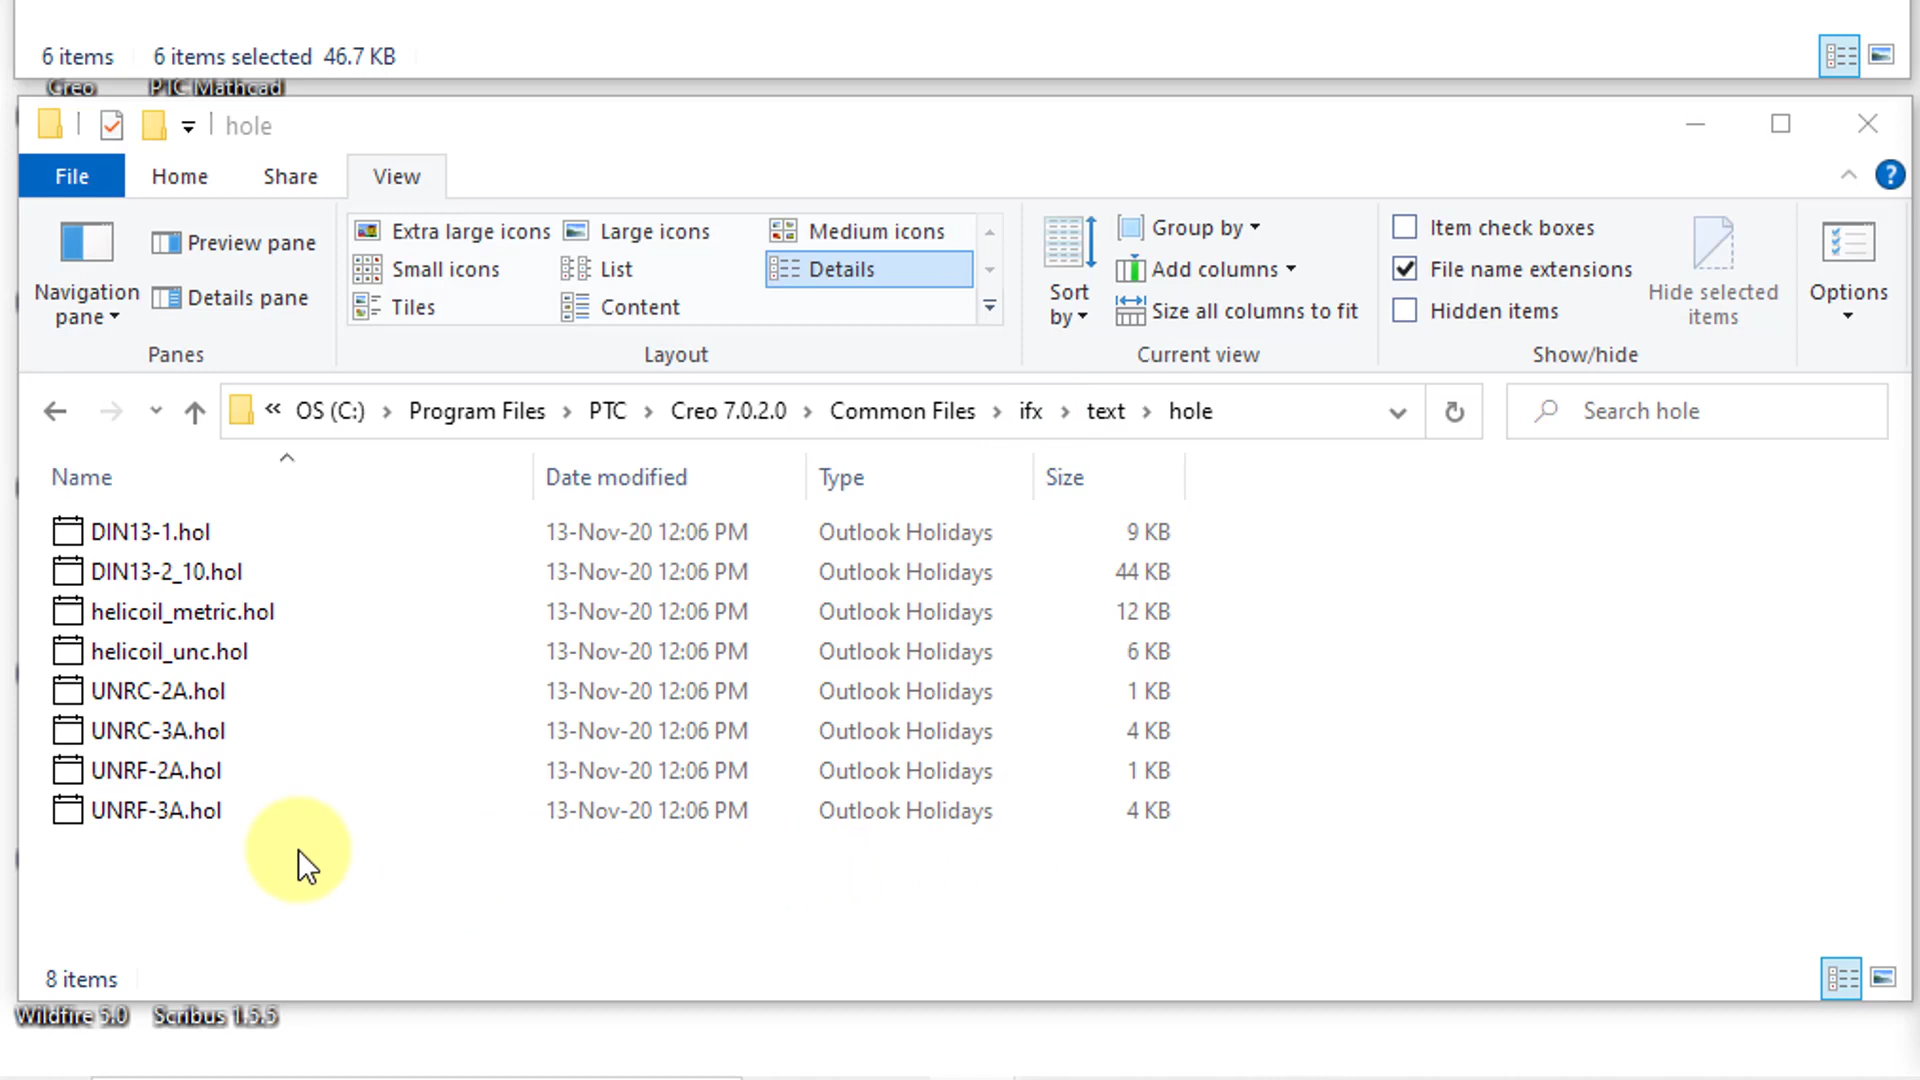 6 items 6 items selected 46.7 KB
Creo PTC Mathcad
hole
File Home Share View
Navigation pane
Preview pane
Details pane
Panes
Extra large icons Large icons Medium icons
Small icons List Details
Tiles Content
Layout
Sort by
Group by
Add columns
Size all columns to fit
Current view
Item check boxes
File name extensions
Hidden items
Hide selected items
Show/hide
Options
« OS (C:) › Program Files › PTC › Creo 7.0.2.0 › Common Files › ifx › text › hole
Search hole
Name Date modified Type Size
DIN13-1.hol 13-Nov-20 12:06 PM Outlook Holidays 9 KB
DIN13-2_10.hol 13-Nov-20 12:06 PM Outlook Holidays 44 KB
helicoil_metric.hol 13-Nov-20 12:06 PM Outlook Holidays 12 KB
helicoil_unc.hol 13-Nov-20 12:06 PM Outlook Holidays 6 KB
UNRC-2A.hol 13-Nov-20 12:06 PM Outlook Holidays 1 KB
UNRC-3A.hol 13-Nov-20 12:06 PM Outlook Holidays 4 KB
UNRF-2A.hol 13-Nov-20 12:06 PM Outlook Holidays 1 KB
UNRF-3A.hol 13-Nov-20 12:06 PM Outlook Holidays 4 KB
8 items
Wildfire 5.0 Scribus 1.5.5